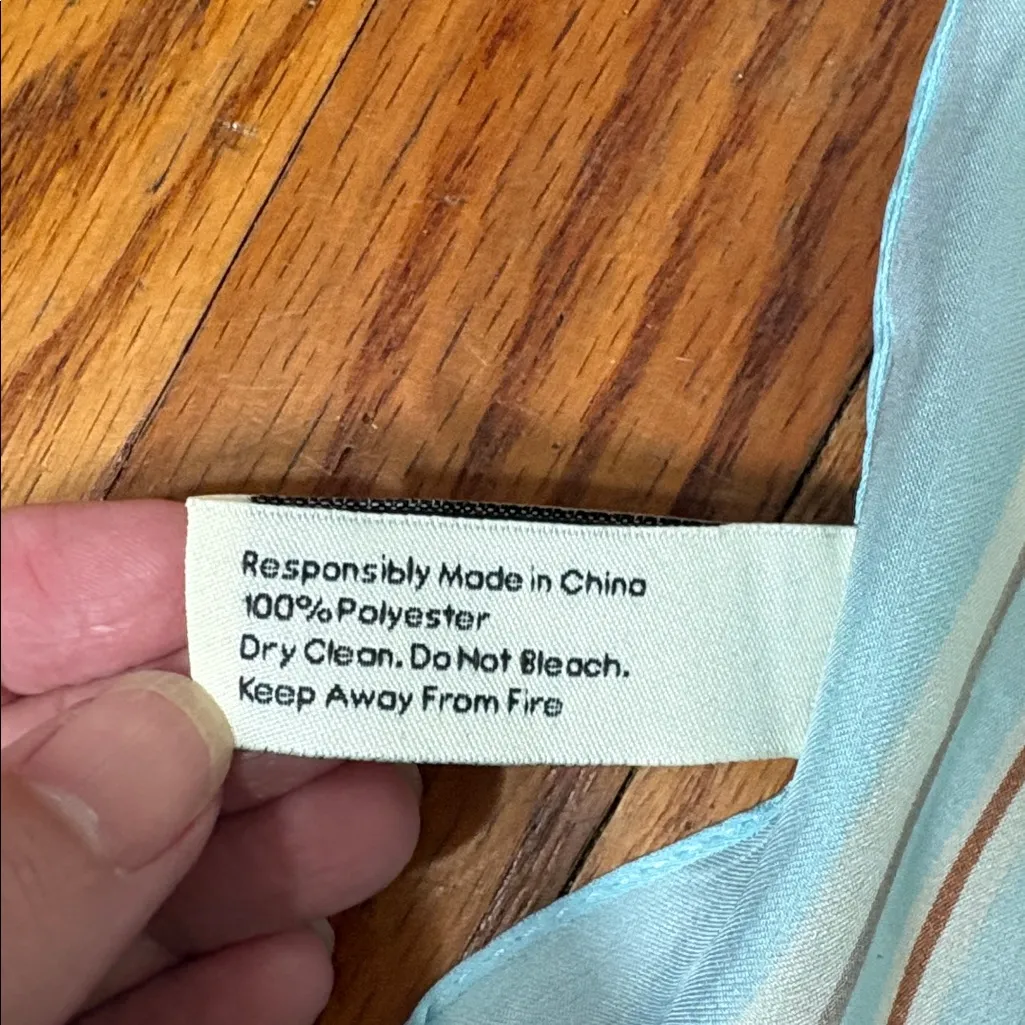 Responsibly Made in China
100% Polyester
Dry Clean. Do Not Bleach.
Keep Away From Fire